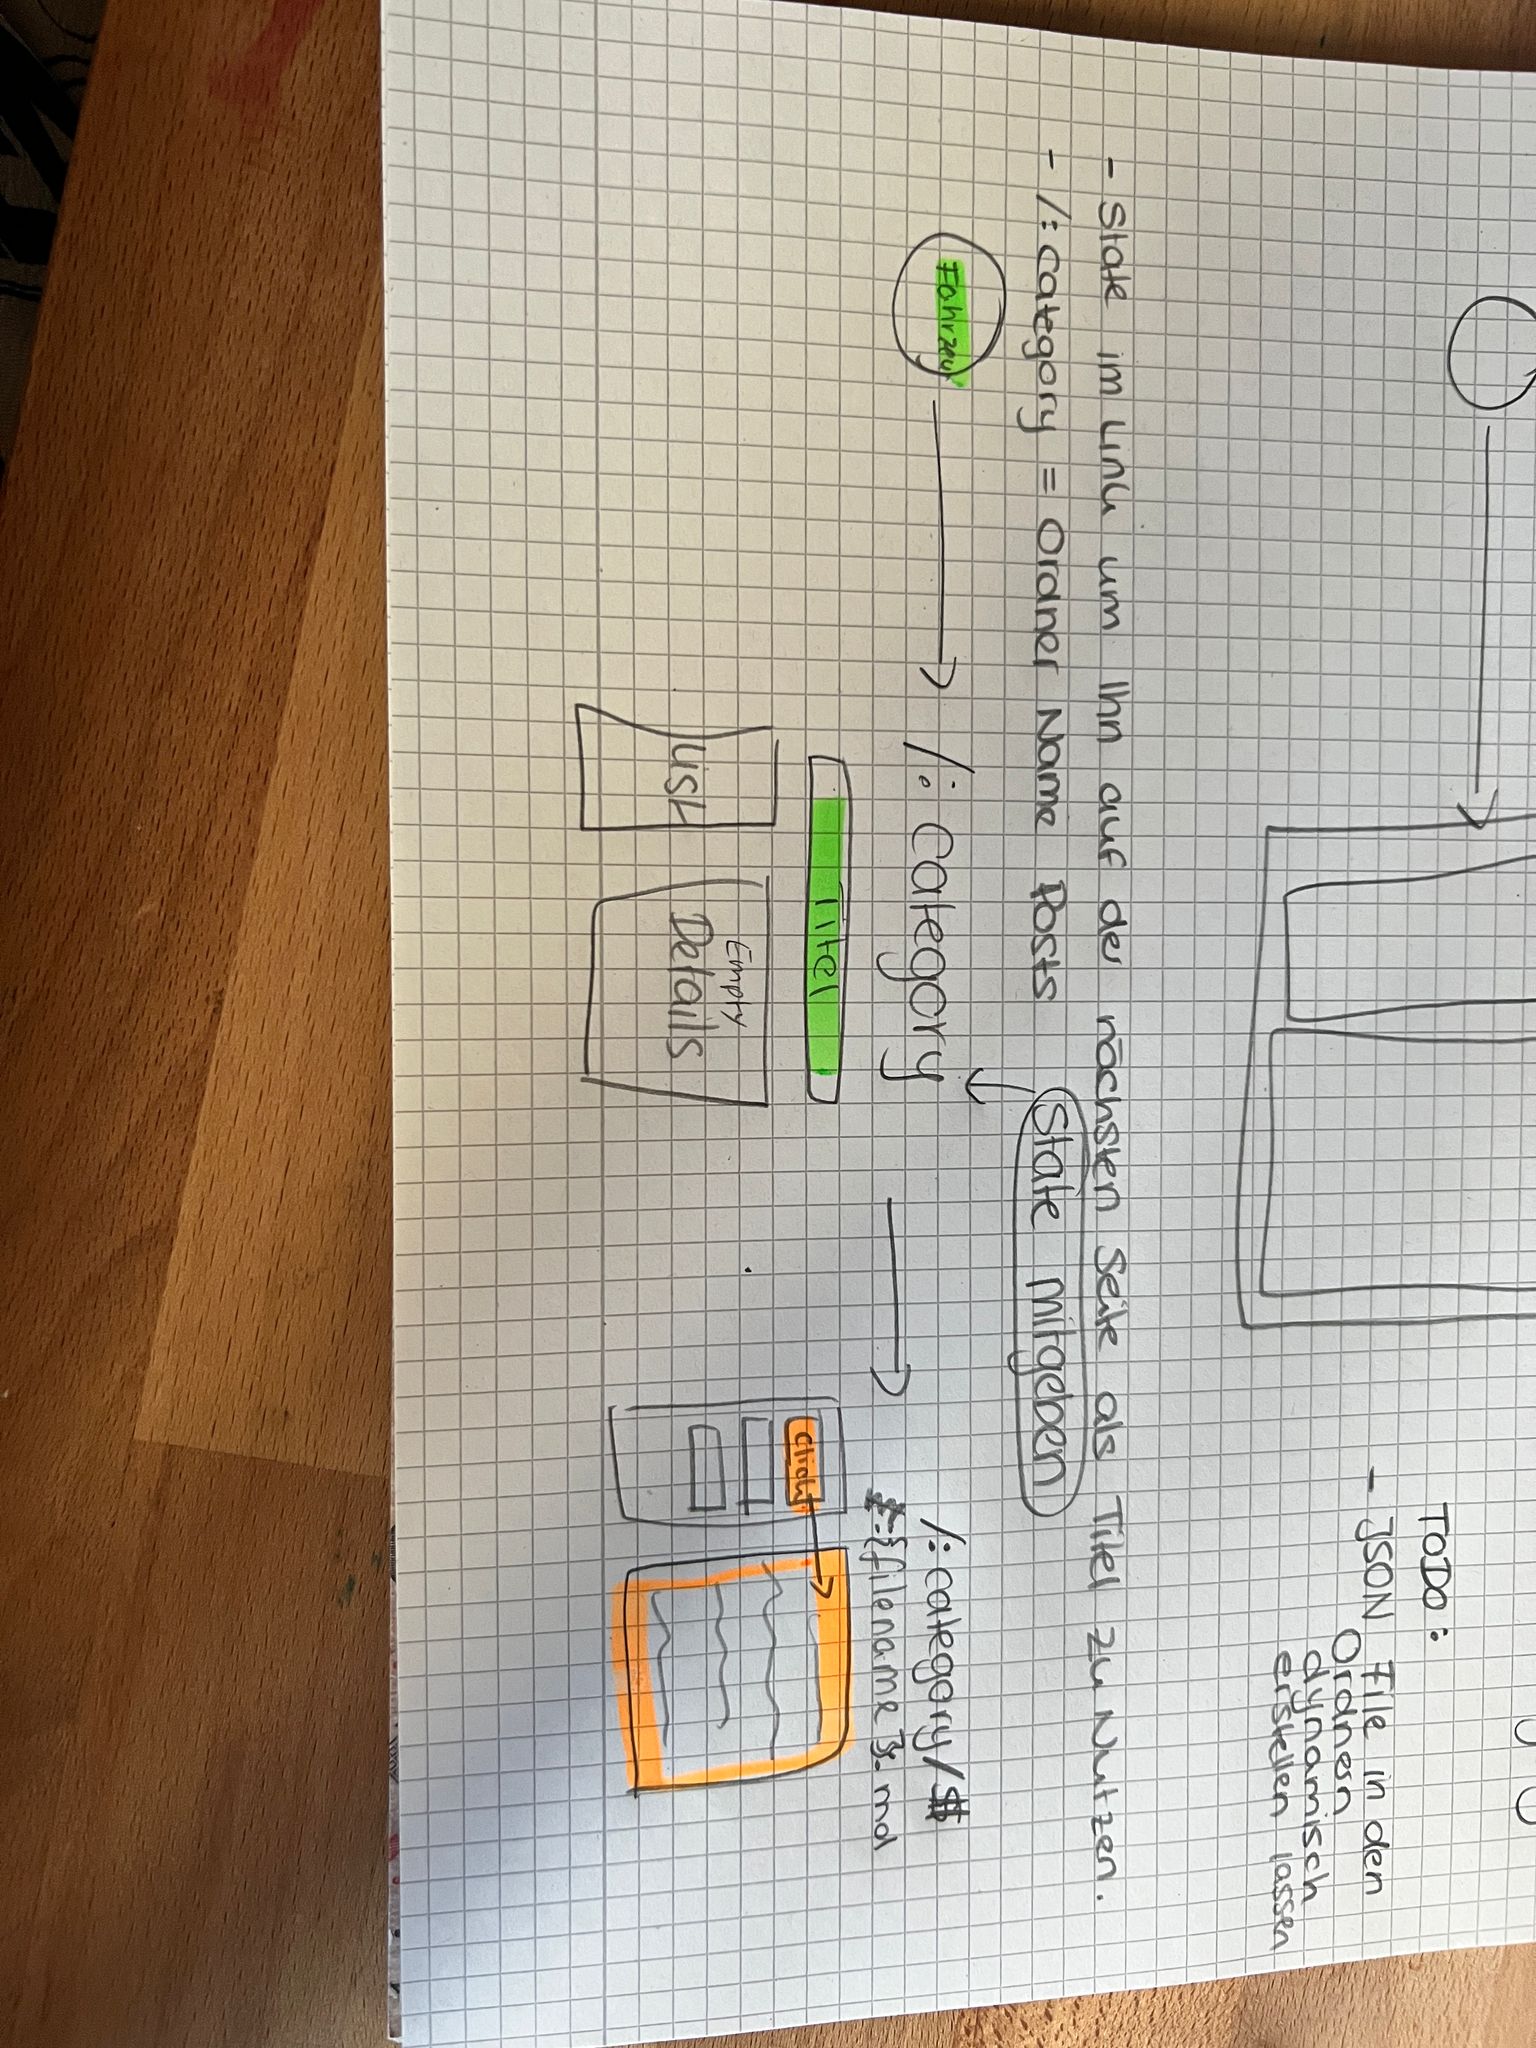 TODO:
- JSON File in den
Ordnern
dynamisch
erstellen lassen
- State im Link um Ihn auf der nächsten Seite als Titel zu Nutzen.
- /:category = Ordner Name Posts
State mitgeben
Fahrzeug
/:category
/:category/$
{filename}.md
Titel
Click
List
Empty
Details